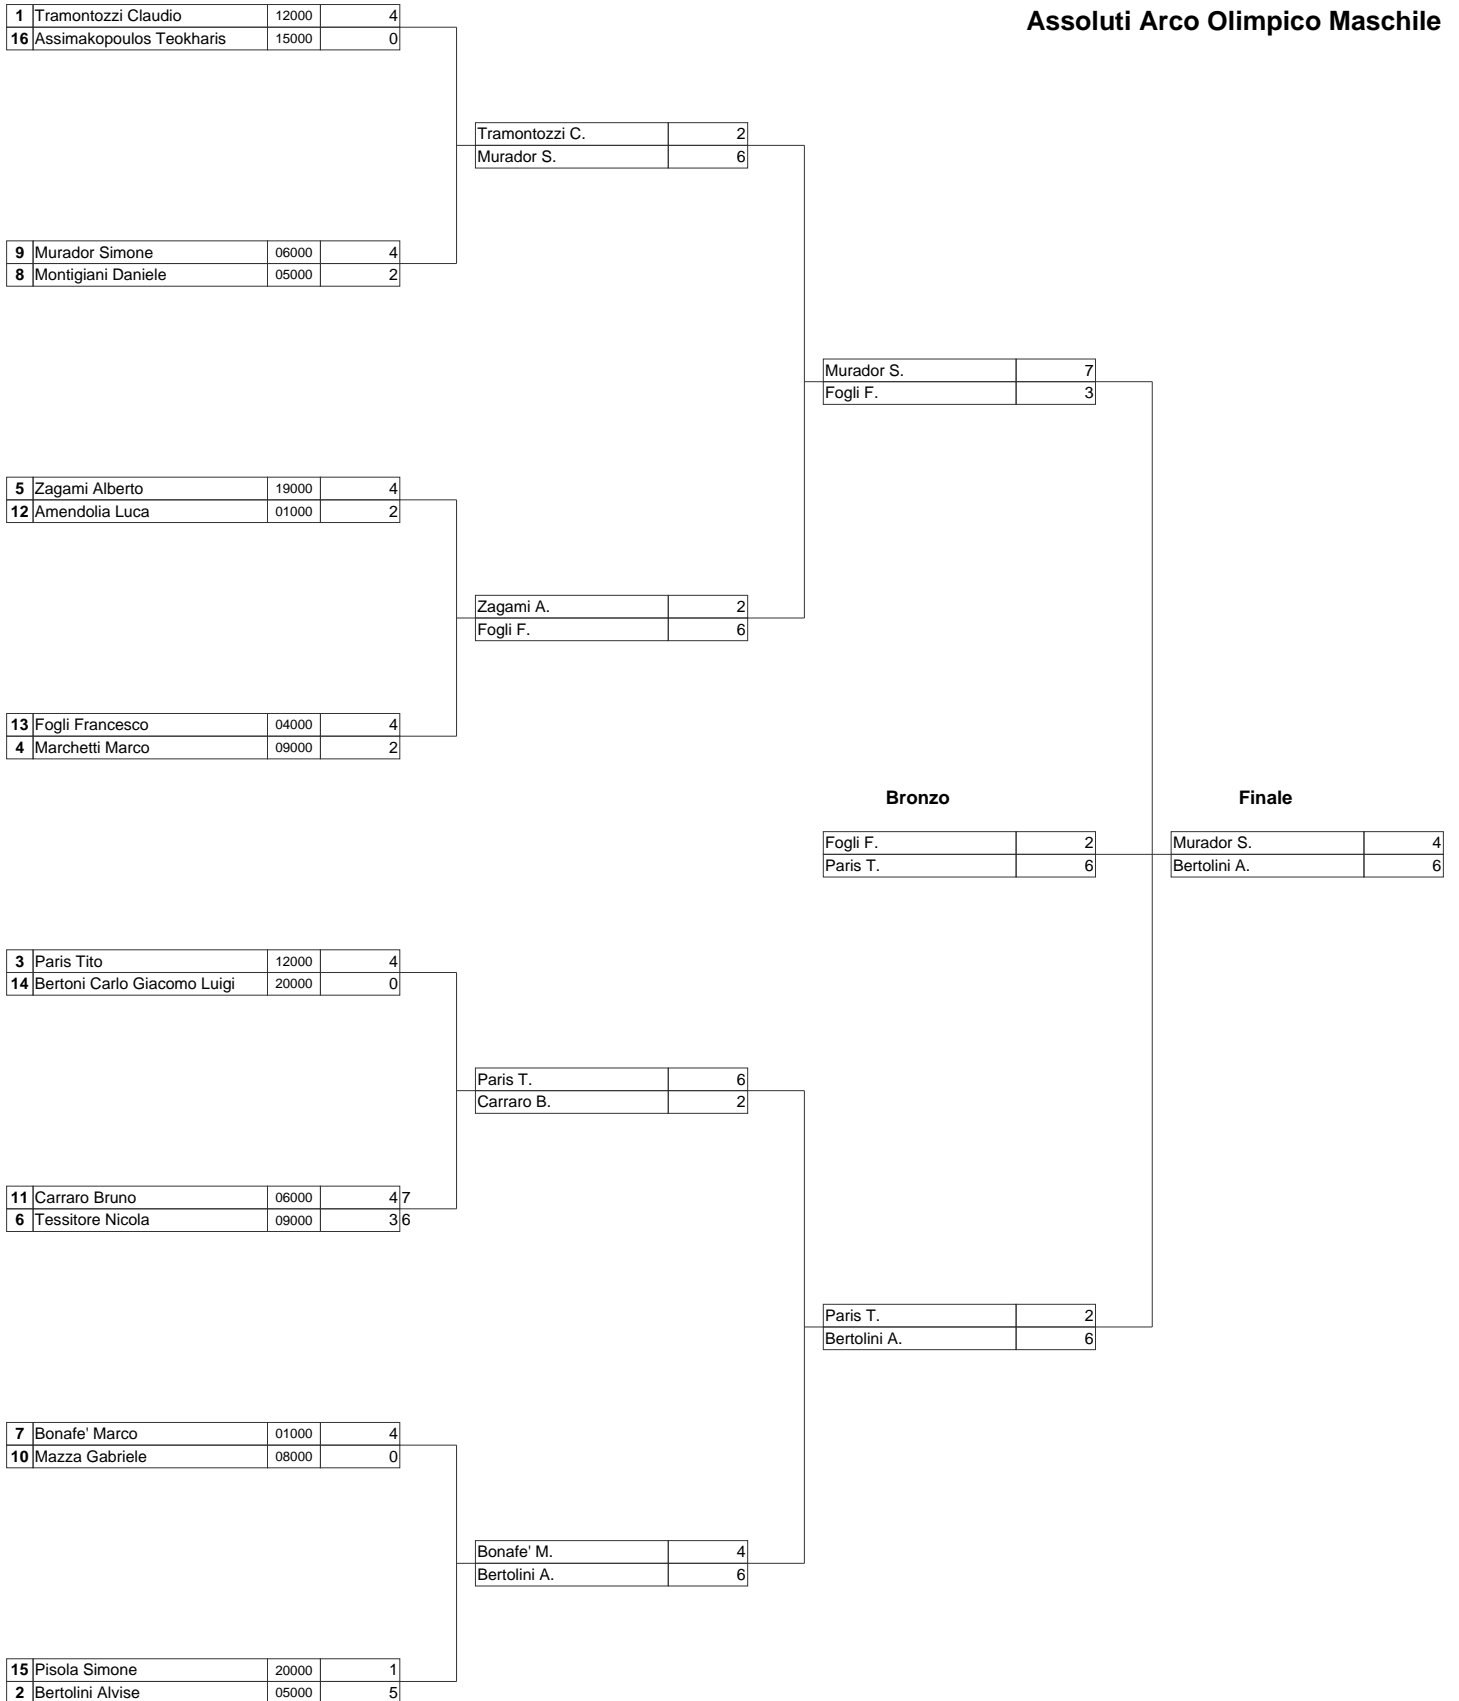 Assoluti Arco Olimpico Maschile
1 Tramontozzi Claudio 12000 4
16 Assimakopoulos Teokharis 15000 0
Tramontozzi C. 2
Murador S. 6
9 Murador Simone 06000 4
8 Montigiani Daniele 05000 2
Murador S. 7
Fogli F. 3
5 Zagami Alberto 19000 4
12 Amendolia Luca 01000 2
Zagami A. 2
Fogli F. 6
13 Fogli Francesco 04000 4
4 Marchetti Marco 09000 2
Bronzo Finale
Fogli F. 2 Murador S. 4
Paris T. 6 Bertolini A. 6
3 Paris Tito 12000 4
14 Bertoni Carlo Giacomo Luigi 20000 0
Paris T. 6
Carraro B. 2
11 Carraro Bruno 06000 4 7
6 Tessitore Nicola 09000 3 6
Paris T. 2
Bertolini A. 6
7 Bonafe' Marco 01000 4
10 Mazza Gabriele 08000 0
Bonafe' M. 4
Bertolini A. 6
15 Pisola Simone 20000 1
2 Bertolini Alvise 05000 5